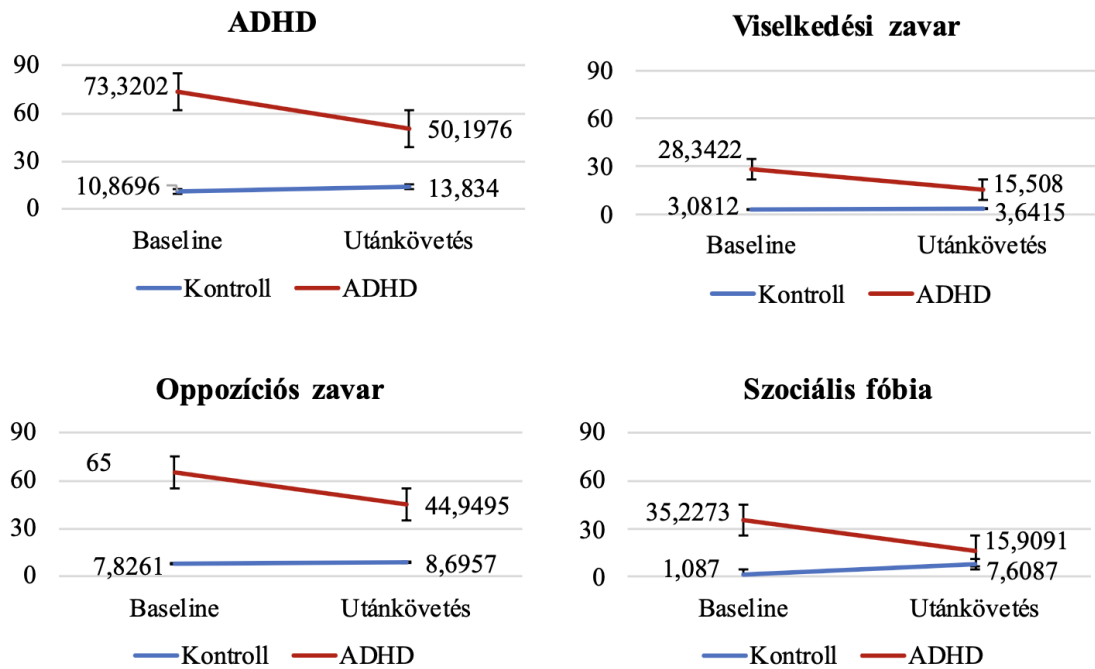 ADHD
90
60
30
0
73,3202
50,1976
10,8696
13,834
Baseline Utánkövetés
Kontroll ADHD
Viselkedési zavar
90
60
30
0
28,3422
15,508
3,0812
3,6415
Baseline Utánkövetés
Kontroll ADHD
Oppozíciós zavar
90
60
30
0
65
44,9495
7,8261
8,6957
Baseline Utánkövetés
Kontroll ADHD
Szociális fóbia
90
60
30
0
35,2273
15,9091
1,087
7,6087
Baseline Utánkövetés
Kontroll ADHD